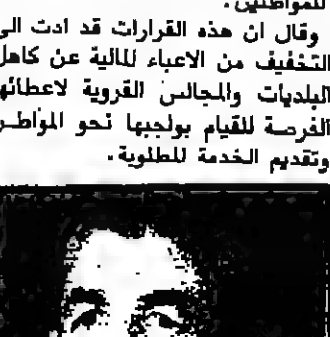 للمواطنين.
وقال ان هذه القرارات قد ادت الى
التخفيف من الاعباء المالية عن كاهل
البلديات والمجالس القروية لاعطائها
الفرصة للقيام بواجبها نحو المواطن
وتقديم الخدمة المطلوبة.